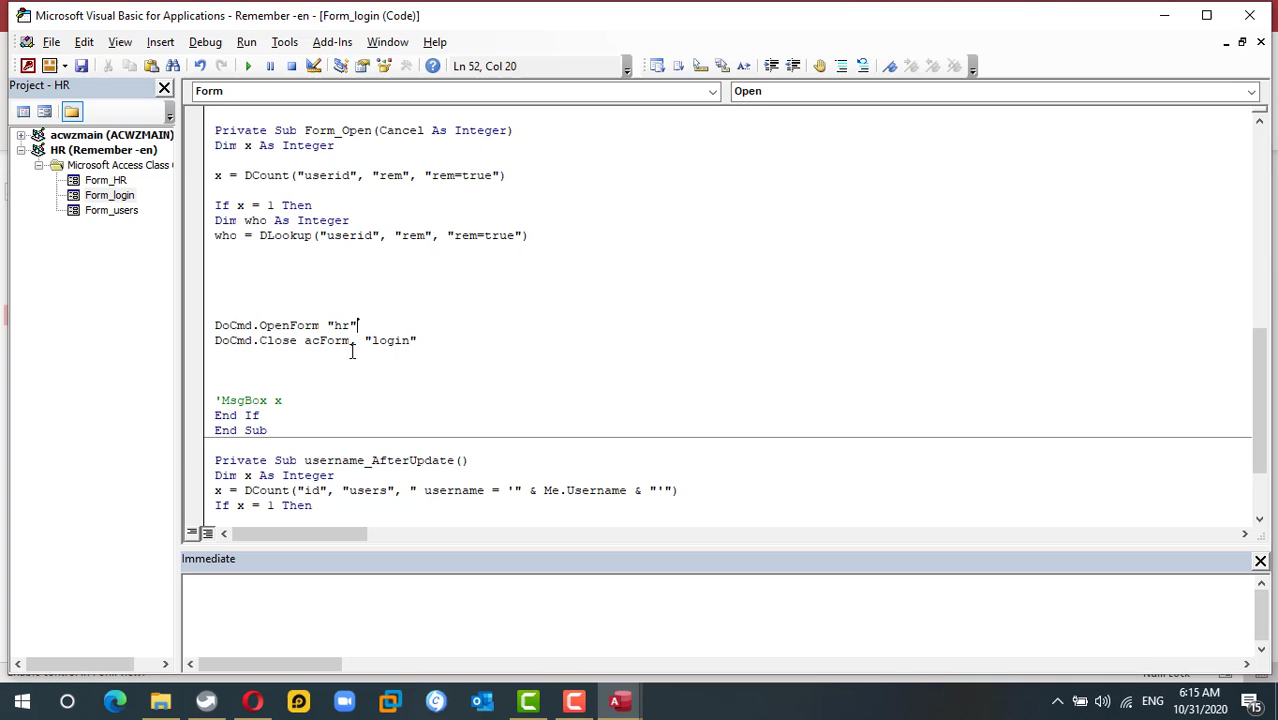 Microsoft Visual Basic for Applications - Remember -en - [Form_login (Code)]
File Edit View Insert Debug Run Tools Add-Ins Window Help
Ln 52, Col 20
Project - HR
Form
Open
acwzmain (ACWZMAIN)
HR (Remember -en)
Microsoft Access Class
Form_HR
Form_login
Form_users
Private Sub Form_Open(Cancel As Integer)
Dim x As Integer
x = DCount("userid", "rem", "rem=true")
If x = 1 Then
Dim who As Integer
who = DLookup("userid", "rem", "rem=true")
DoCmd.OpenForm "hr"
DoCmd.Close acForm, "login"
'MsgBox x
End If
End Sub
Private Sub username_AfterUpdate()
Dim x As Integer
x = DCount("id", "users", " username = '" & Me.Username & "'")
If x = 1 Then
Immediate
ENG
6:15 AM
10/31/2020
15